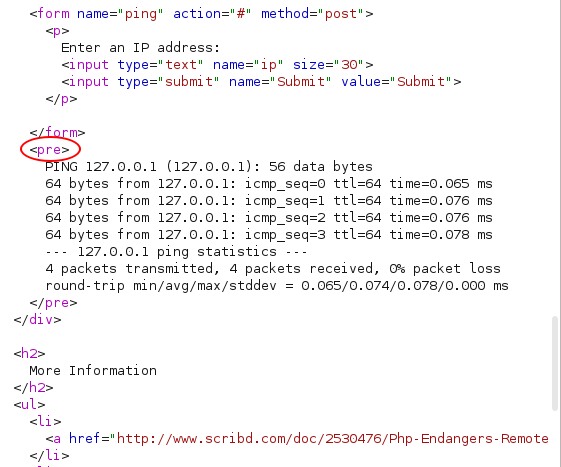 <form name="ping" action="#" method="post">
<p>
Enter an IP address:
<input type="text" name="ip" size="30">
<input type="submit" name="Submit" value="Submit">
</p>
</form>
<pre>
PING 127.0.0.1 (127.0.0.1): 56 data bytes
64 bytes from 127.0.0.1: icmp_seq=0 ttl=64 time=0.065 ms
64 bytes from 127.0.0.1: icmp_seq=1 ttl=64 time=0.076 ms
64 bytes from 127.0.0.1: icmp_seq=2 ttl=64 time=0.076 ms
64 bytes from 127.0.0.1: icmp_seq=3 ttl=64 time=0.078 ms
--- 127.0.0.1 ping statistics ---
4 packets transmitted, 4 packets received, 0% packet loss
round-trip min/avg/max/stddev = 0.065/0.074/0.078/0.000 ms
</pre>
</div>
<h2>
More Information
</h2>
<ul>
<li>
<a href="http://www.scribd.com/doc/2530476/Php-Endangers-Remote
</li>